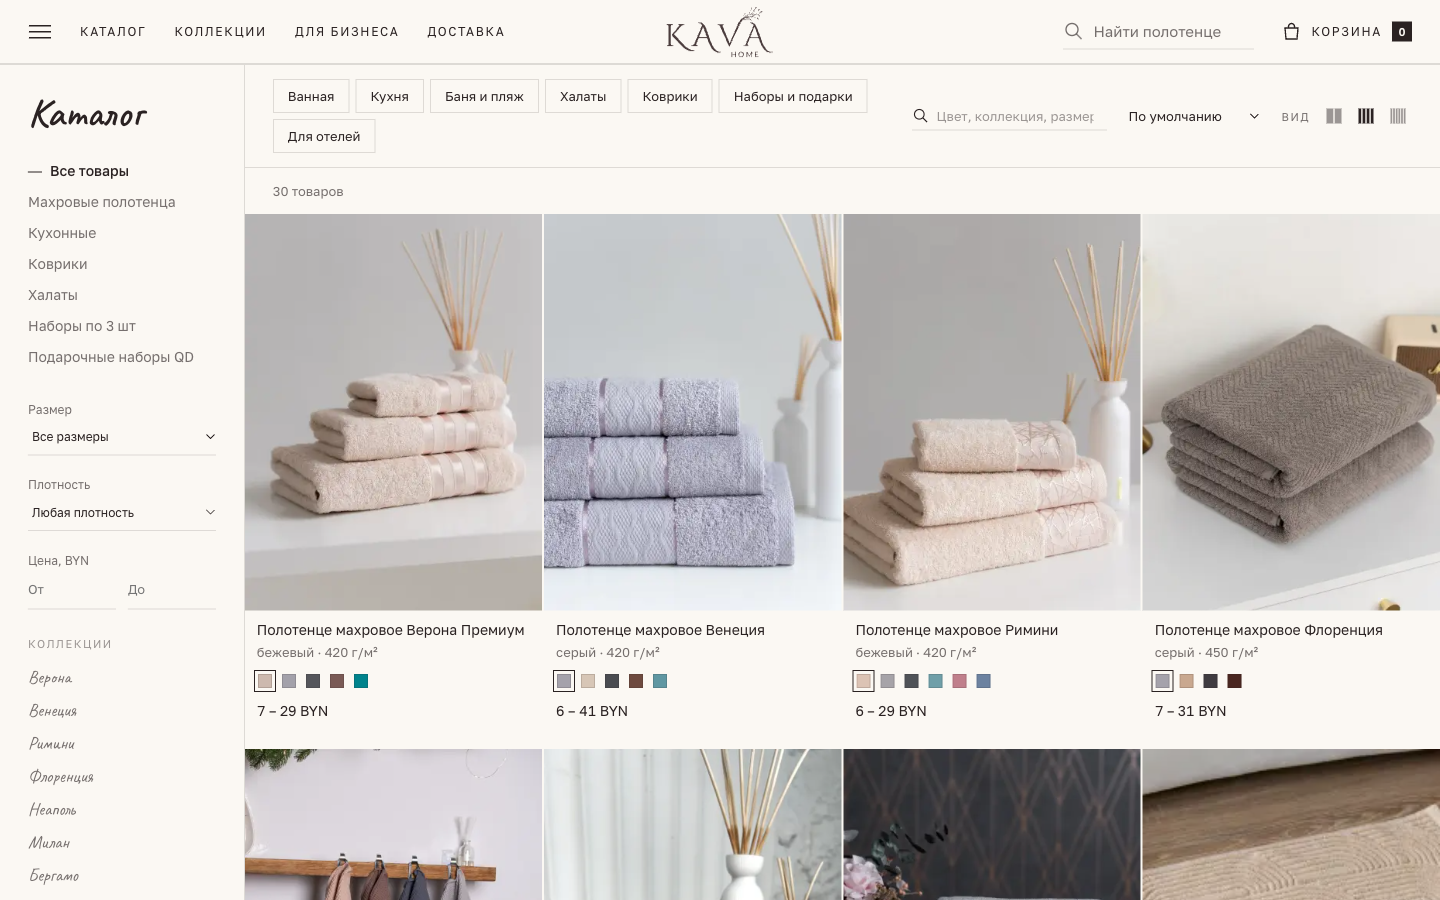 КАТАЛОГ КОЛЛЕКЦИИ ДЛЯ БИЗНЕСА ДОСТАВКА
KAVA
HOME
Найти полотенце
КОРЗИНА 0
Каталог
Все товары
Махровые полотенца
Кухонные
Коврики
Халаты
Наборы по 3 шт
Подарочные наборы QD
Размер
Все размеры
Плотность
Любая плотность
Цена, BYN
От До
КОЛЛЕКЦИИ
Верона
Венеция
Римини
Флоренция
Неаполь
Милан
Бергамо
Ванная Кухня Баня и пляж Халаты Коврики Наборы и подарки
Для отелей
Цвет, коллекция, размер
По умолчанию
ВИД
30 товаров
Полотенце махровое Верона Премиум
бежевый · 420 г/м²
7 – 29 BYN
Полотенце махровое Венеция
серый · 420 г/м²
6 – 41 BYN
Полотенце махровое Римини
бежевый · 420 г/м²
6 – 29 BYN
Полотенце махровое Флоренция
серый · 450 г/м²
7 – 31 BYN